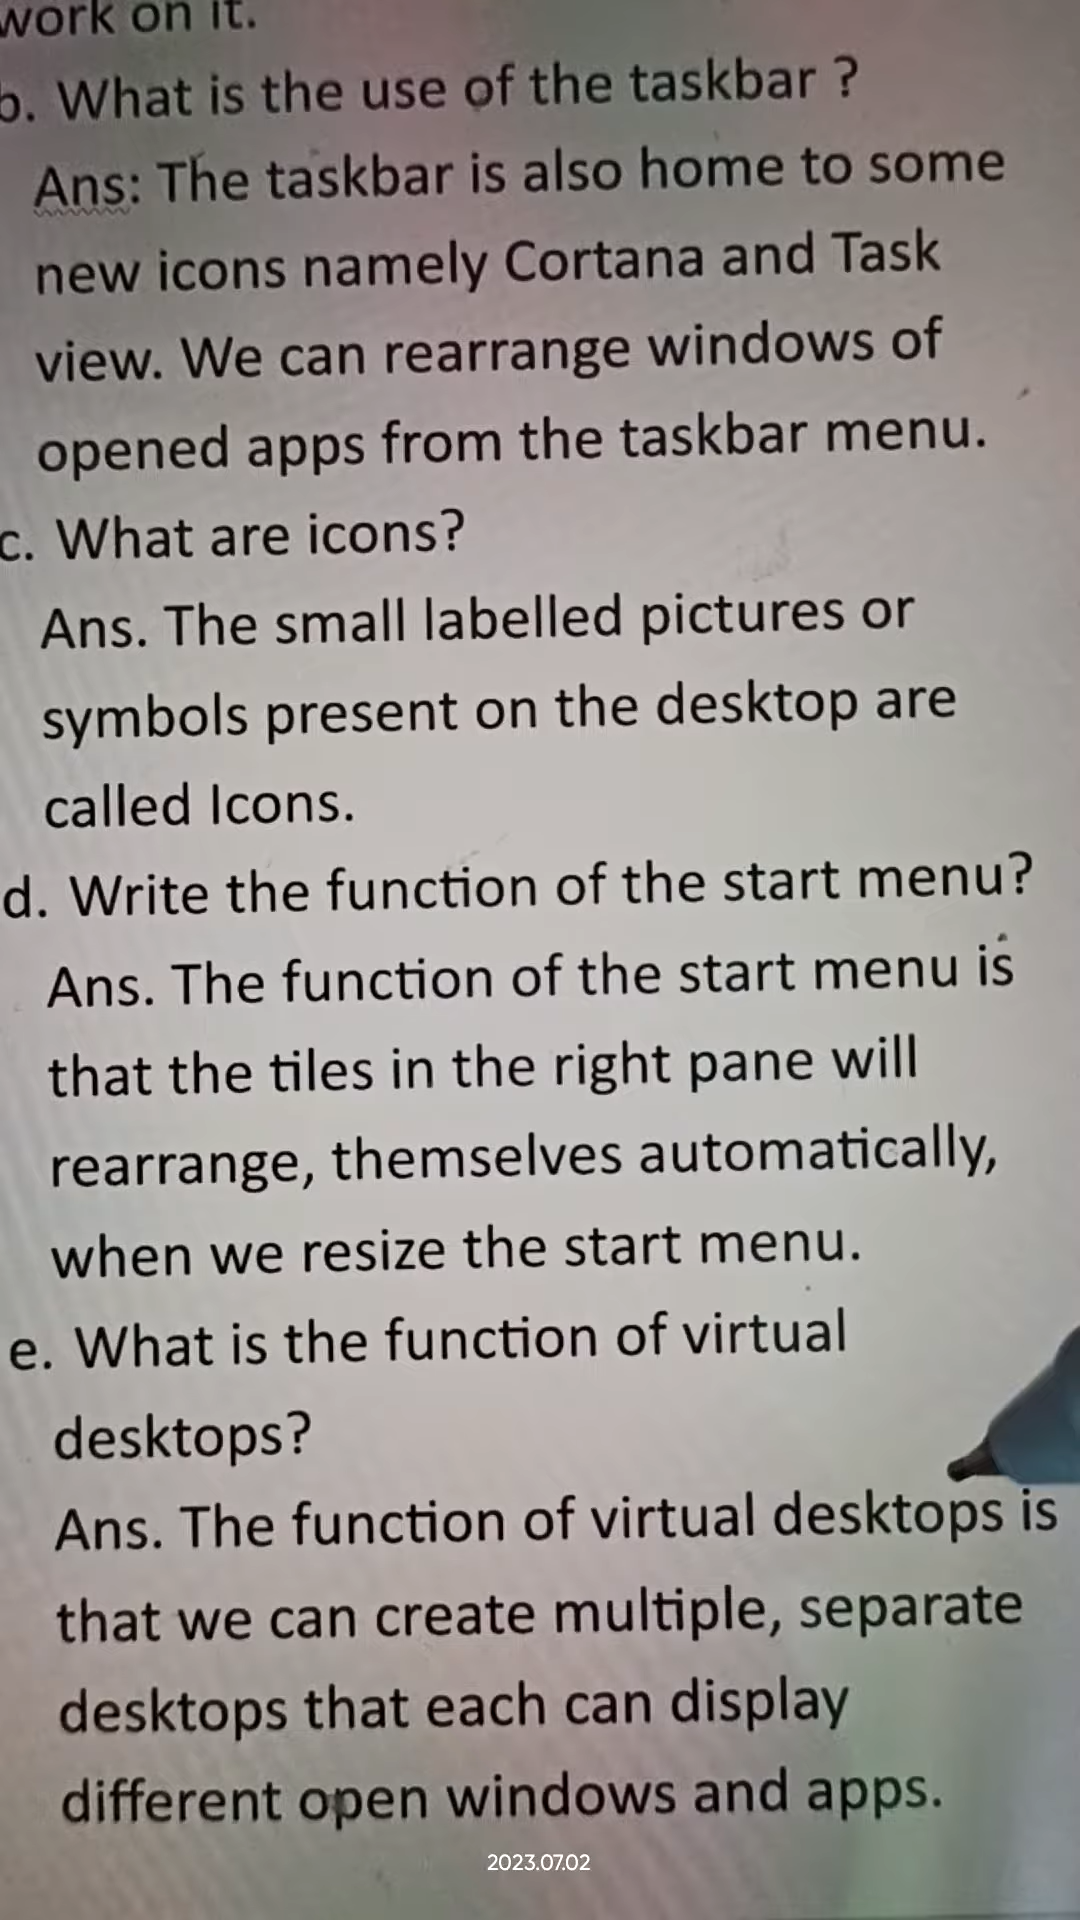 work on it.
b. What is the use of the taskbar ?
Ans: The taskbar is also home to some
new icons namely Cortana and Task
view. We can rearrange windows of
opened apps from the taskbar menu.
c. What are icons?
Ans. The small labelled pictures or
symbols present on the desktop are
called Icons.
d. Write the function of the start menu?
Ans. The function of the start menu is
that the tiles in the right pane will
rearrange, themselves automatically,
when we resize the start menu.
e. What is the function of virtual
desktops?
Ans. The function of virtual desktops is
that we can create multiple, separate
desktops that each can display
different open windows and apps.
2023.07.02